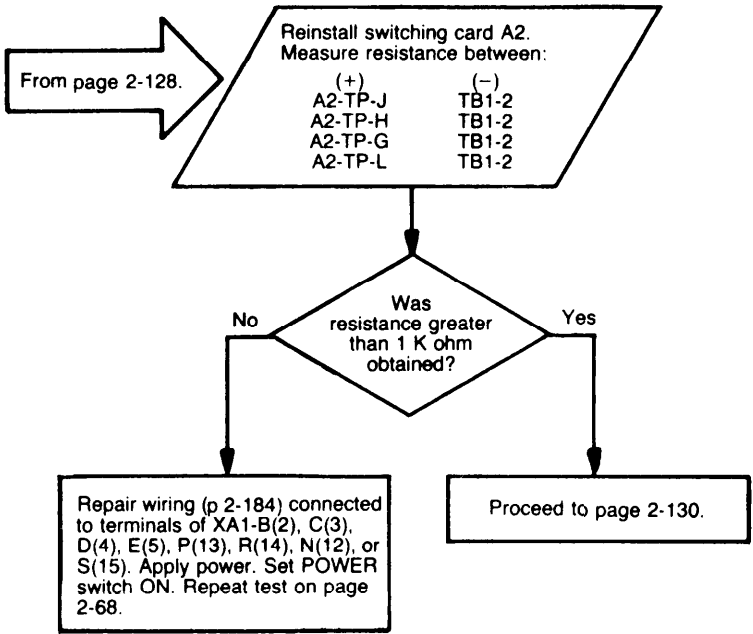 From page 2-128.
Reinstall switching card A2.
Measure resistance between:
(+) (−)
A2-TP-J TB1-2
A2-TP-H TB1-2
A2-TP-G TB1-2
A2-TP-L TB1-2
Was
resistance greater
than 1 K ohm
obtained?
No
Yes
Repair wiring (p 2-184) connected
to terminals of XA1-B(2), C(3),
D(4), E(5), P(13), R(14), N(12), or
S(15). Apply power. Set POWER
switch ON. Repeat test on page
2-68.
Proceed to page 2-130.